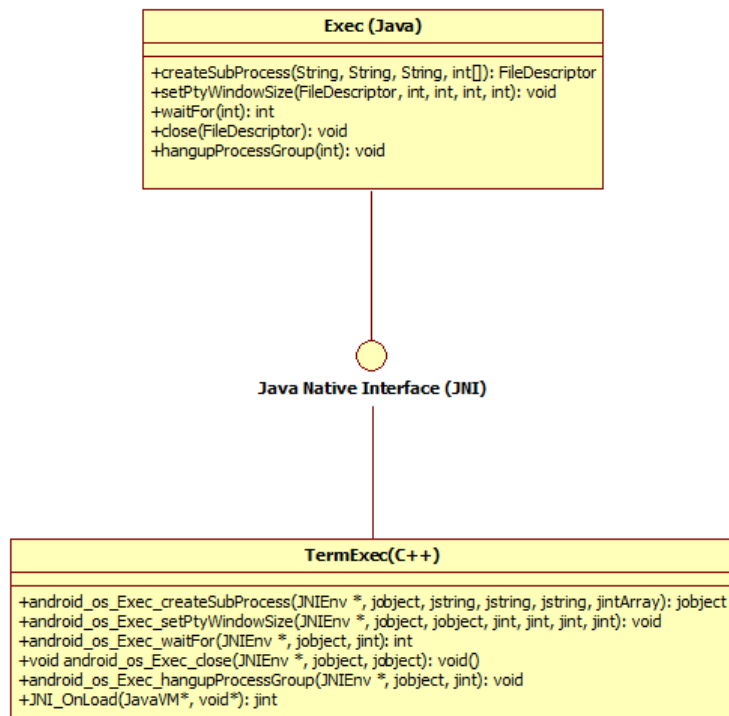 Exec (Java)
+createSubProcess(String, String, String, int[]): FileDescriptor
+setPtyWindowSize(FileDescriptor, int, int, int, int): void
+waitFor(int): int
+close(FileDescriptor): void
+hangupProcessGroup(int): void
Java Native Interface (JNI)
TermExec(C++)
+android_os_Exec_createSubProcess(JNIEnv *, jobject, jstring, jstring, jstring, jintArray): jobject
+android_os_Exec_setPtyWindowSize(JNIEnv *, jobject, jobject, jint, jint, jint, jint): void
+android_os_Exec_waitFor(JNIEnv *, jobject, jint): int
+void android_os_Exec_close(JNIEnv *, jobject, jobject): void()
+android_os_Exec_hangupProcessGroup(JNIEnv *, jobject, jint): void
+JNI_OnLoad(JavaVM*, void*): jint